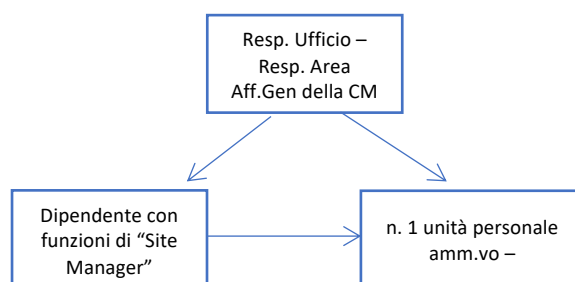 Resp. Ufficio –
Resp. Area
Aff.Gen della CM
Dipendente con
funzioni di “Site
Manager”
n. 1 unità personale
amm.vo –